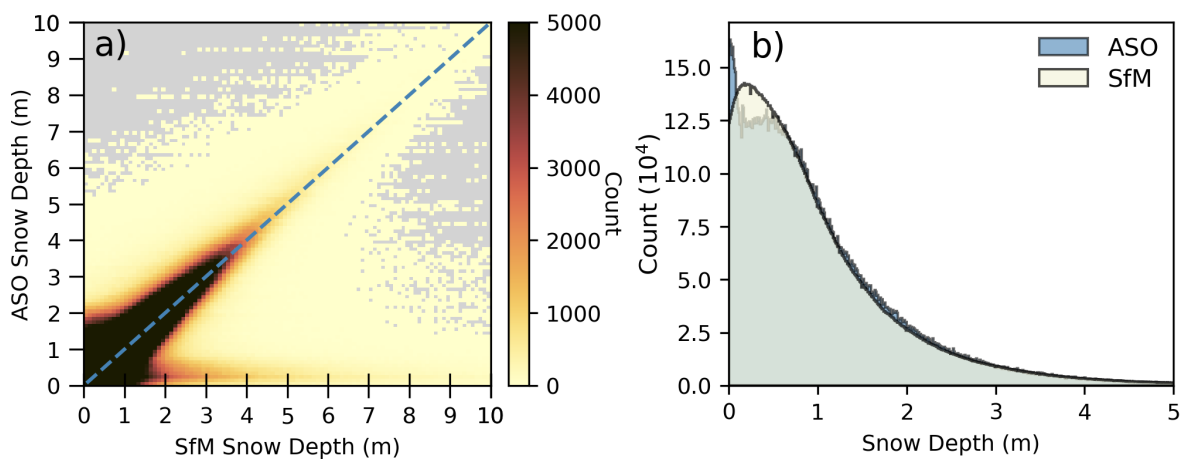 a)
ASO Snow Depth (m)
10
9
8
7
6
5
4
3
2
1
0
0 1 2 3 4 5 6 7 8 9 10
SfM Snow Depth (m)
5000
4000
3000
2000
1000
0
Count
b)
ASO
SfM
Count (10⁴)
15.0
12.5
10.0
7.5
5.0
2.5
0.0
0 1 2 3 4 5
Snow Depth (m)